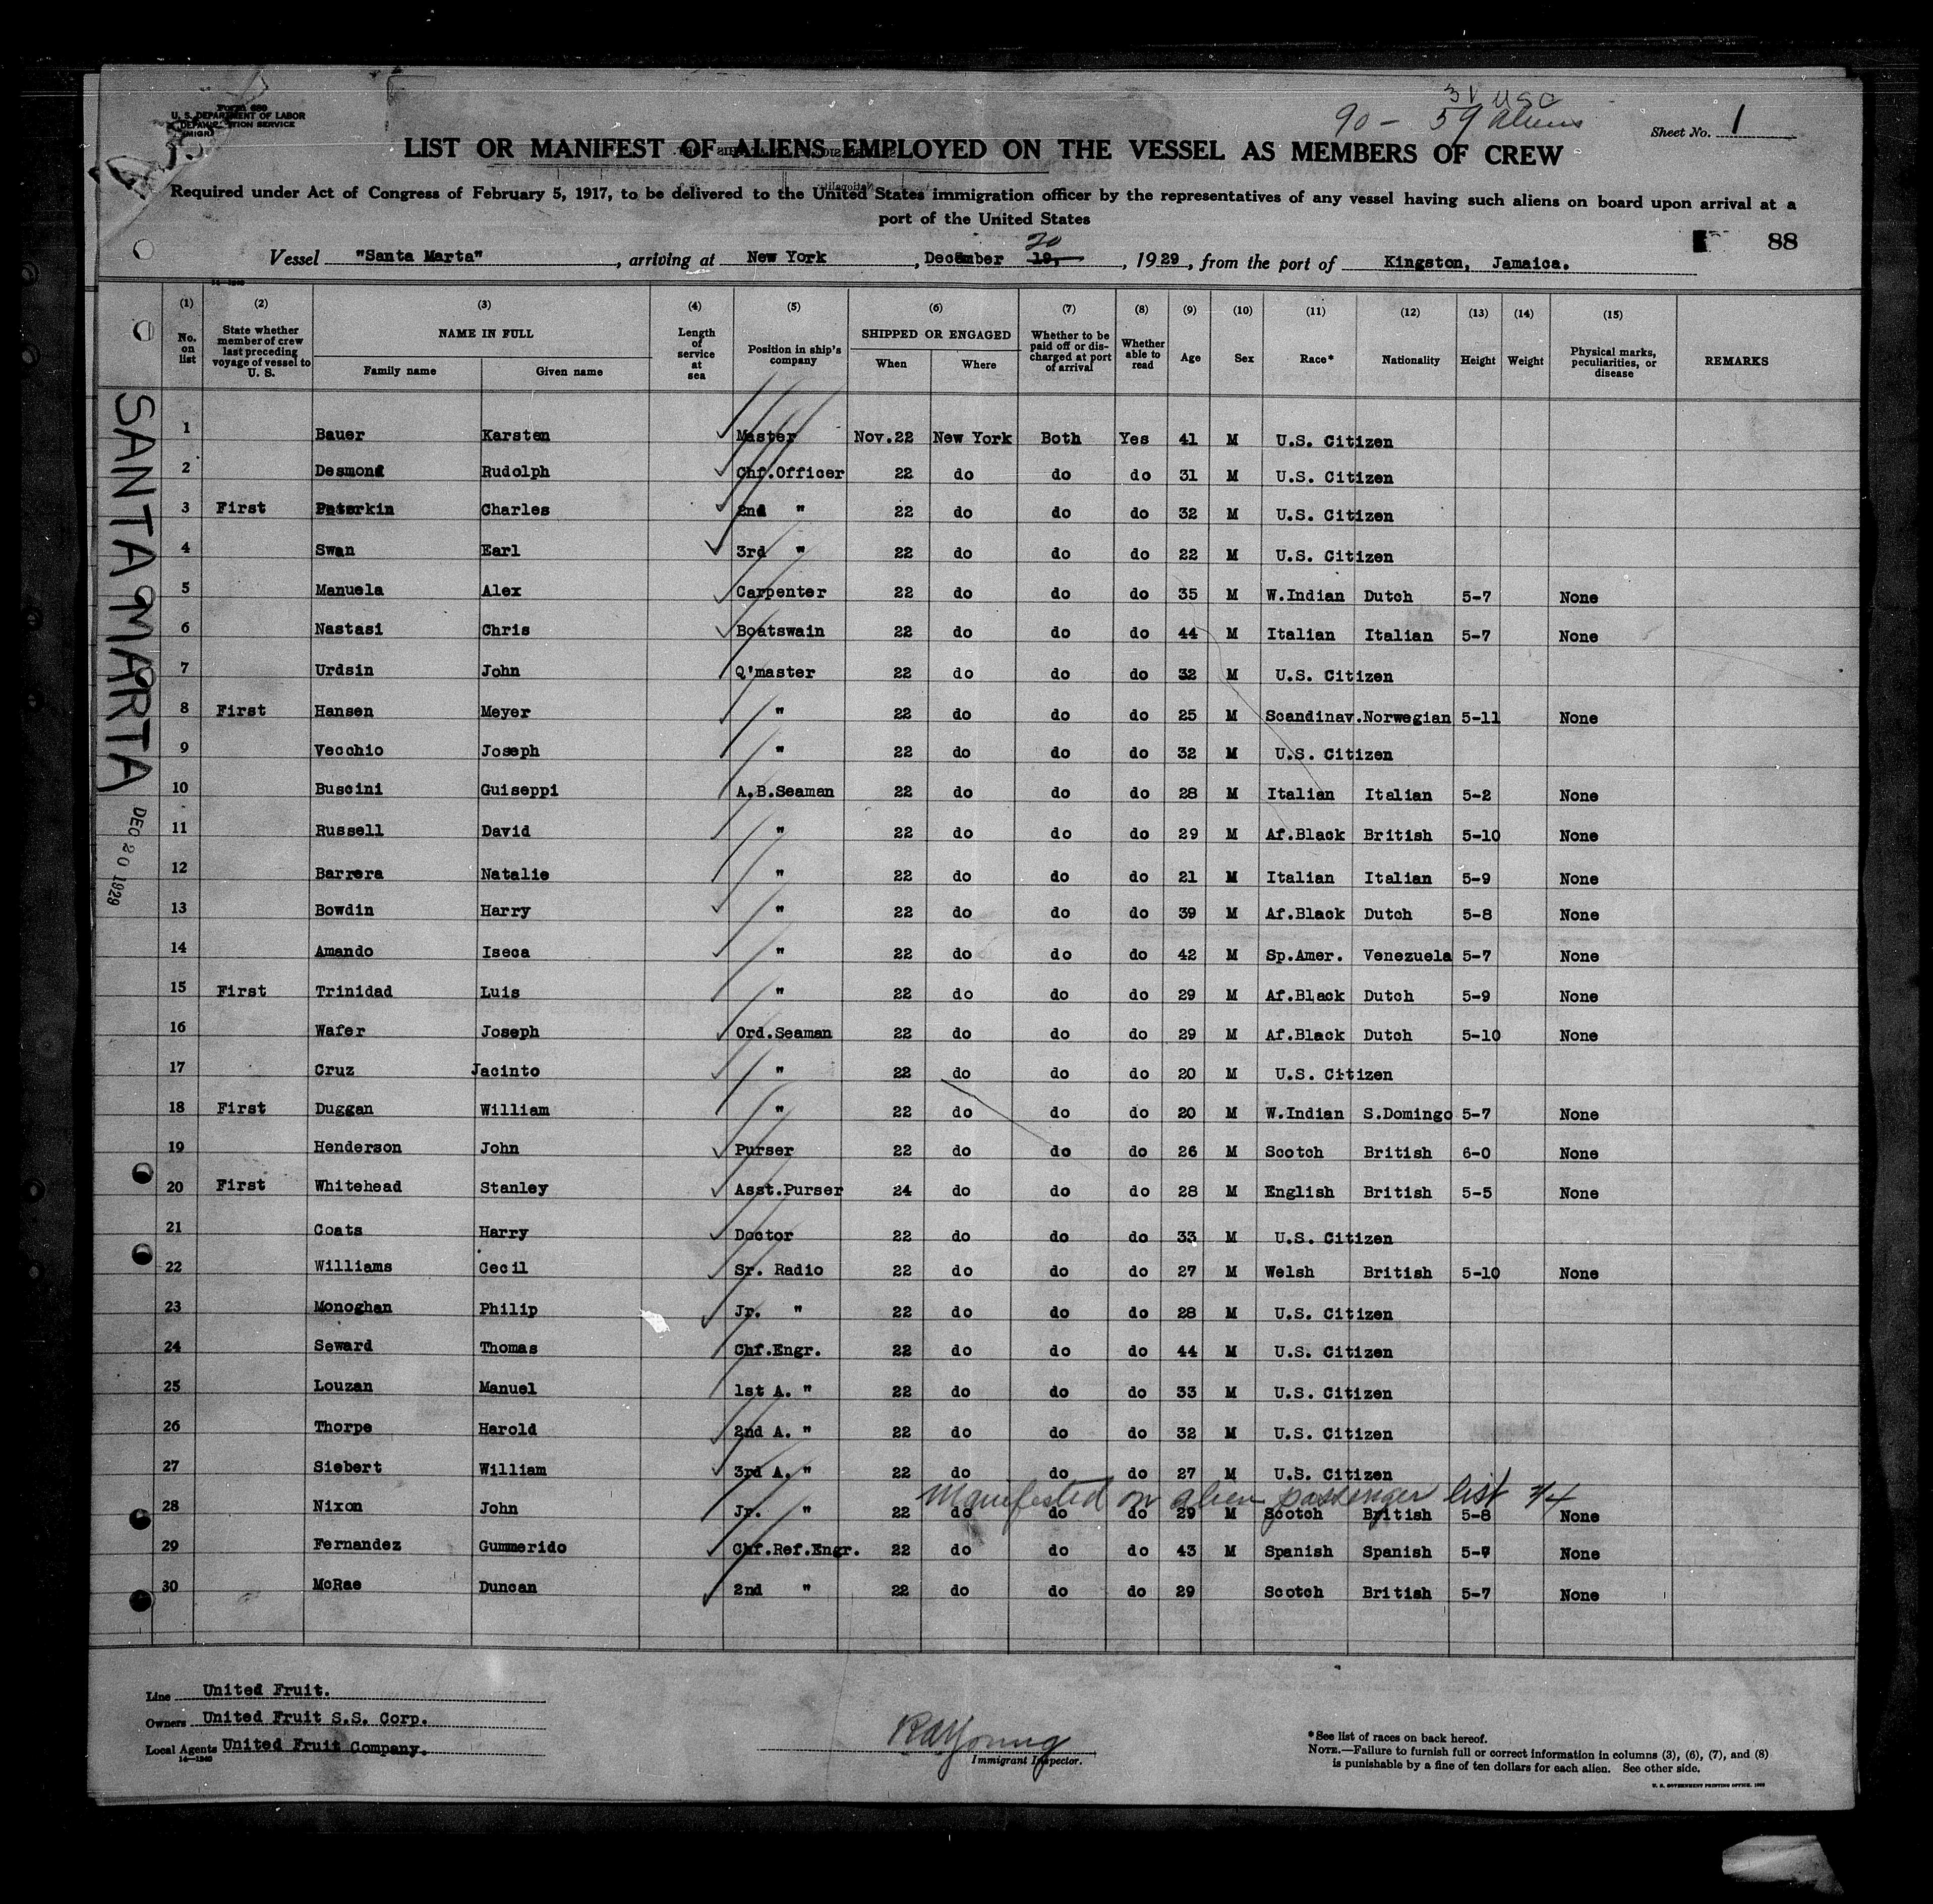 Form 680
U. S. DEPARTMENT OF LABOR
IMMIGRATION SERVICE
31 USC
90 - 59 aliens
Sheet No. 1
LIST OR MANIFEST OF ALIENS EMPLOYED ON THE VESSEL AS MEMBERS OF CREW
Required under Act of Congress of February 5, 1917, to be delivered to the United States immigration officer by the representatives of any vessel having such aliens on board upon arrival at a
port of the United States
88
20
Vessel "Santa Marta", arriving at New York, December 19, 1929, from the port of Kingston, Jamaica.
(1) (2) (3) (4) (5) (6) (7) (8) (9) (10) (11) (12) (13) (14) (15)
No. on list State whether member of crew last preceding voyage of vessel to U. S. NAME IN FULL Family name Given name Length of service at sea Position in ship's company SHIPPED OR ENGAGED When Where Whether to be paid off or discharged at port of arrival Whether able to read Age Sex Race* Nationality Height Weight Physical marks, peculiarities, or disease REMARKS
1 Bauer Karsten Master Nov.22 New York Both Yes 41 M U.S. Citizen
2 Desmond Rudolph Chf.Officer 22 do do do 31 M U.S. Citizen
3 First Peterkin Charles 2nd " 22 do do do 32 M U.S. Citizen
4 Swan Earl 3rd " 22 do do do 22 M U.S. Citizen
5 Manuela Alex Carpenter 22 do do do 35 M W.Indian Dutch 5-7 None
6 Nastasi Chris Boatswain 22 do do do 44 M Italian Italian 5-7 None
7 Urdsin John Q'master 22 do do do 32 M U.S. Citizen
8 First Hansen Meyer " 22 do do do 25 M Scandinav. Norwegian 5-11 None
9 Vecchio Joseph " 22 do do do 32 M U.S. Citizen
10 Buscini Guiseppi A.B.Seaman 22 do do do 28 M Italian Italian 5-2 None
11 Russell David " 22 do do do 29 M Af.Black British 5-10 None
12 Barrera Natalie " 22 do do do 21 M Italian Italian 5-9 None
13 Bowdin Harry " 22 do do do 39 M Af.Black Dutch 5-8 None
14 Amando Iseca " 22 do do do 42 M Sp.Amer. Venezuela 5-7 None
15 First Trinidad Luis " 22 do do do 29 M Af.Black Dutch 5-9 None
16 Wafer Joseph Ord.Seaman 22 do do do 29 M Af.Black Dutch 5-10 None
17 Cruz Jacinto " 22 do do do 20 M U.S. Citizen
18 First Duggan William " 22 do do do 20 M W.Indian S.Domingo 5-7 None
19 Henderson John Purser 22 do do do 26 M Scotch British 6-0 None
20 First Whitehead Stanley Asst.Purser 24 do do do 28 M English British 5-5 None
21 Coats Harry Doctor 22 do do do 33 M U.S. Citizen
22 Williams Cecil Sr. Radio 22 do do do 27 M Welsh British 5-10 None
23 Monoghan Philip Jr. " 22 do do do 28 M U.S. Citizen
24 Seward Thomas Chf.Engr. 22 do do do 44 M U.S. Citizen
25 Louzan Manuel 1st A. " 22 do do do 33 M U.S. Citizen
26 Thorpe Harold 2nd A. " 22 do do do 32 M U.S. Citizen
27 Siebert William 3rd A. " 22 do do do 27 M U.S. Citizen
Manifested on alien passenger list
28 Nixon John Jr. " 22 do do do 29 M Scotch British 5-8 None
29 Fernandez Gummerido Chf.Ref.Engr. 22 do do do 43 M Spanish Spanish None
30 McRae Duncan 2nd " 22 do do do 29 Scotch British 5-7 None
SANTA MARTA
DEC 20 1929
Line United Fruit.
Owners United Fruit S.S. Corp.
Local Agents United Fruit Company.
14-1240
RAYoung
Immigrant Inspector.
*See list of races on back hereof.
NOTE.—Failure to furnish full or correct information in columns (3), (6), (7), and (8)
is punishable by a fine of ten dollars for each alien. See other side.
U. S. GOVERNMENT PRINTING OFFICE